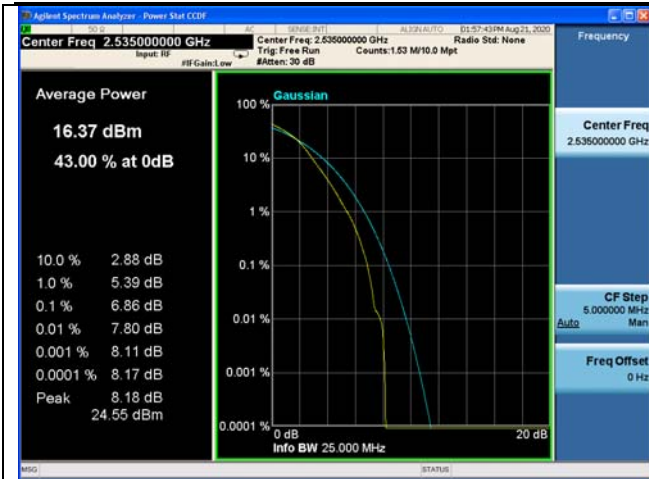 Agilent Spectrum Analyzer - Power Stat CCDF
50 Ω AC SENSE:INT ALIGNAUTO 01:57:43PM Aug 21, 2020
Center Freq 2.535000000 GHz
Input: RF
#IFGain:Low
Center Freq: 2.535000000 GHz
Radio Std: None
Trig: Free Run Counts:1.53 M/10.0 Mpt
#Atten: 30 dB
Frequency
Average Power
16.37 dBm
43.00 % at 0dB
10.0 % 2.88 dB
1.0 % 5.39 dB
0.1 % 6.86 dB
0.01 % 7.80 dB
0.001 % 8.11 dB
0.0001 % 8.17 dB
Peak 8.18 dB
24.55 dBm
Gaussian
100 %
10 %
1 %
0.1 %
0.01 %
0.001 %
0.0001 %
0 dB 20 dB
Info BW 25.000 MHz
Center Freq
2.535000000 GHz
CF Step
5.000000 MHz
Auto Man
Freq Offset
0 Hz
MSG STATUS